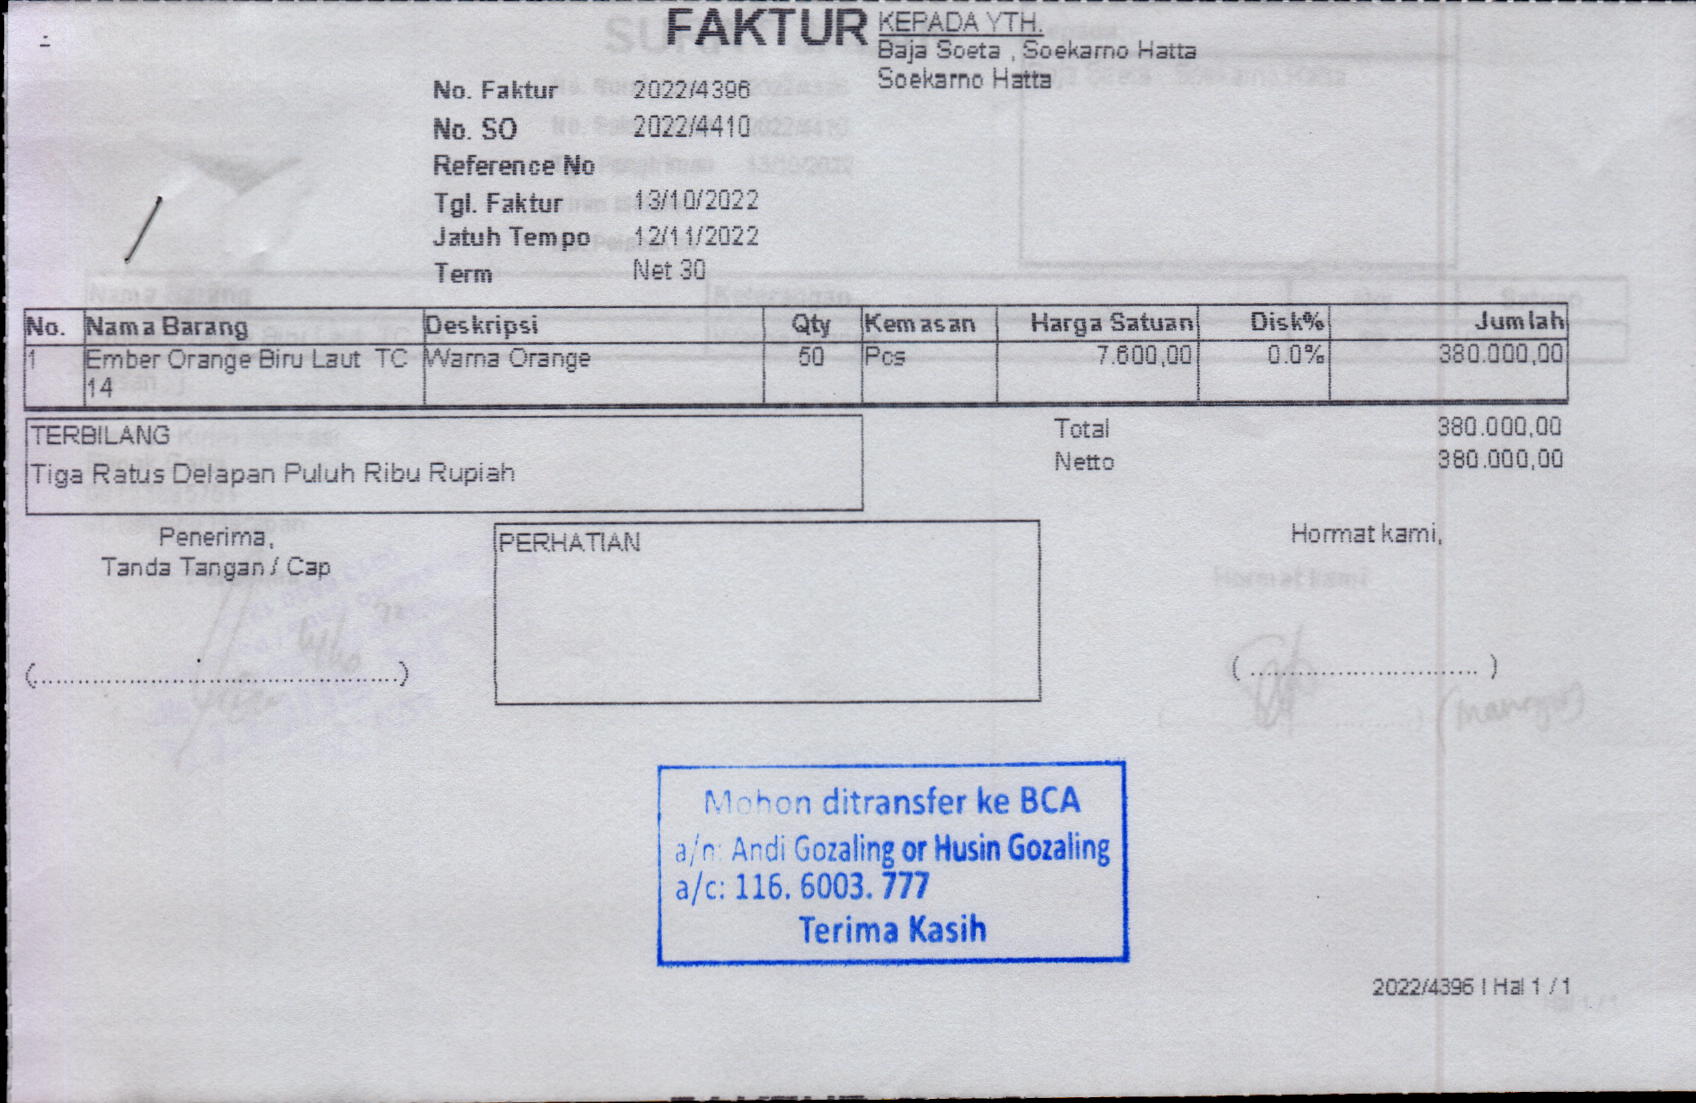 FAKTUR
KEPADA YTH.
Baja Soeta , Soekarno Hatta
Soekarno Hatta
No. Faktur 2022/4396
No. SO 2022/4410
Reference No
Tgl. Faktur 13/10/2022
Jatuh Tempo 12/11/2022
Term Net 30
No. Nama Barang Deskripsi Qty Kemasan Harga Satuan Disk% Jumlah
1 Ember Orange Biru Laut TC Warna Orange 50 Pcs 7.600,00 0.0% 380.000,00
14
TERBILANG
Tiga Ratus Delapan Puluh Ribu Rupiah
Total 380.000,00
Netto 380.000,00
Penerima,
Tanda Tangan / Cap
(.................................................)
PERHATIAN
Hormat kami,
( .............................. )
Mohon ditransfer ke BCA
a/n: Andi Gozaling or Husin Gozaling
a/c: 116. 6003. 777
Terima Kasih
2022/4396 | Hal 1 / 1